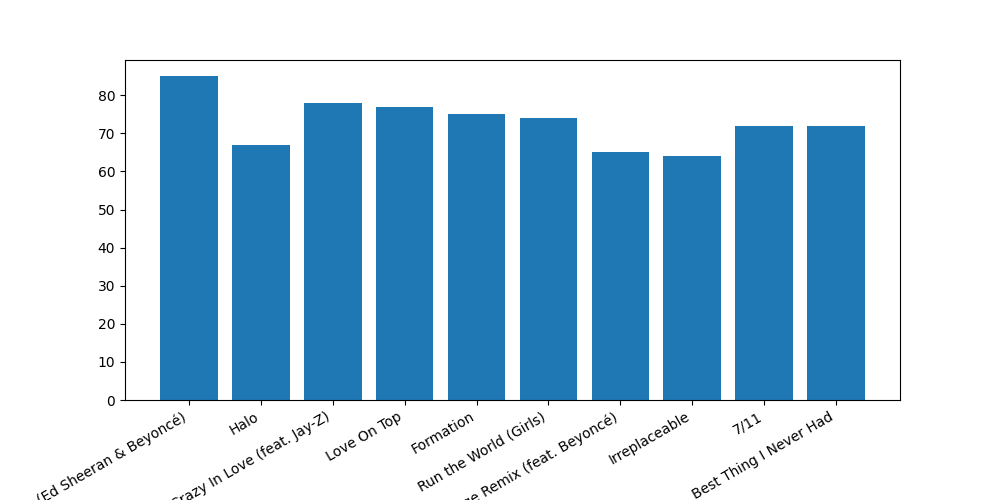 80
70
60
50
40
30
20
10
0
(Ed Sheeran & Beyoncé)
Halo
Crazy In Love (feat. Jay-Z)
Love On Top
Formation
Run the World (Girls)
Remix (feat. Beyoncé)
Irreplaceable
7/11
Best Thing I Never Had